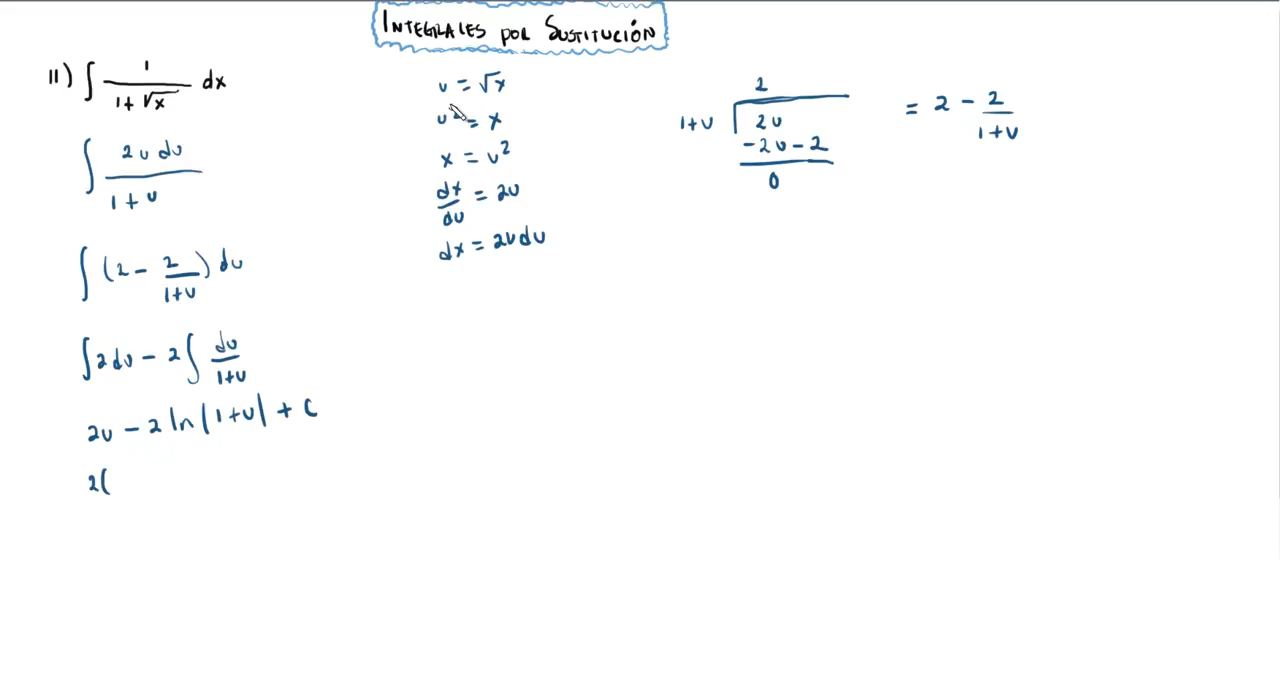 INTEGRALES POR SUSTITUCIÓN
11) ∫ 1/(1+√x) dx
∫ 2u du/(1+u)
∫ (2 - 2/(1+u)) du
∫ 2 du - 2 ∫ du/(1+u)
2u - 2 ln|1+u| + C
2(
u = √x
u² = x
x = u²
dx/du = 2u
dx = 2u du
2
1+u 2u
-2u - 2
0
= 2 - 2/(1+u)